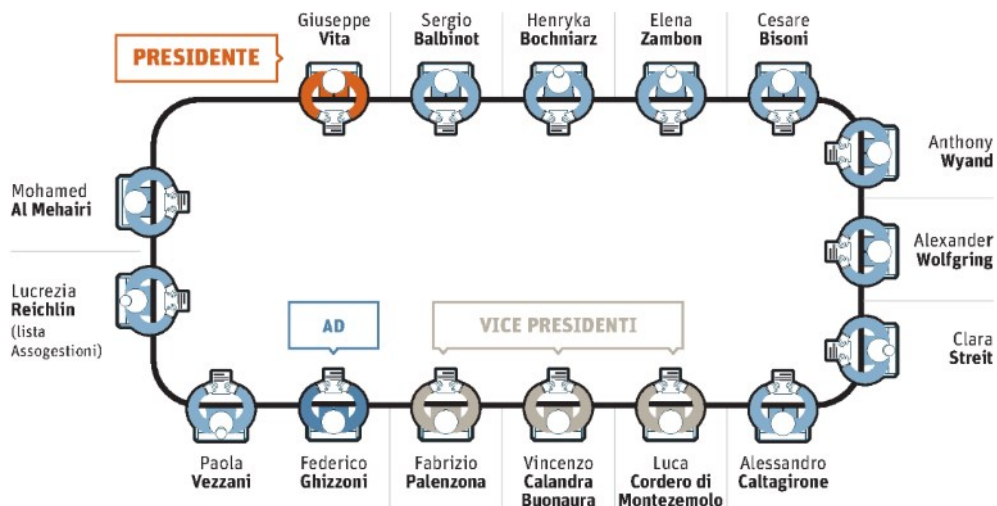 Giuseppe
Vita
Sergio
Balbinot
Henryka
Bochniarz
Elena
Zambon
Cesare
Bisoni
PRESIDENTE
Anthony
Wyand
Mohamed
Al Mehairi
Alexander
Wolfgring
Lucrezia
Reichlin
(lista
Assogestioni)
AD
VICE PRESIDENTI
Clara
Streit
Paola
Vezzani
Federico
Ghizzoni
Fabrizio
Palenzona
Vincenzo
Calandra
Buonaura
Luca
Cordero di
Montezemolo
Alessandro
Caltagirone